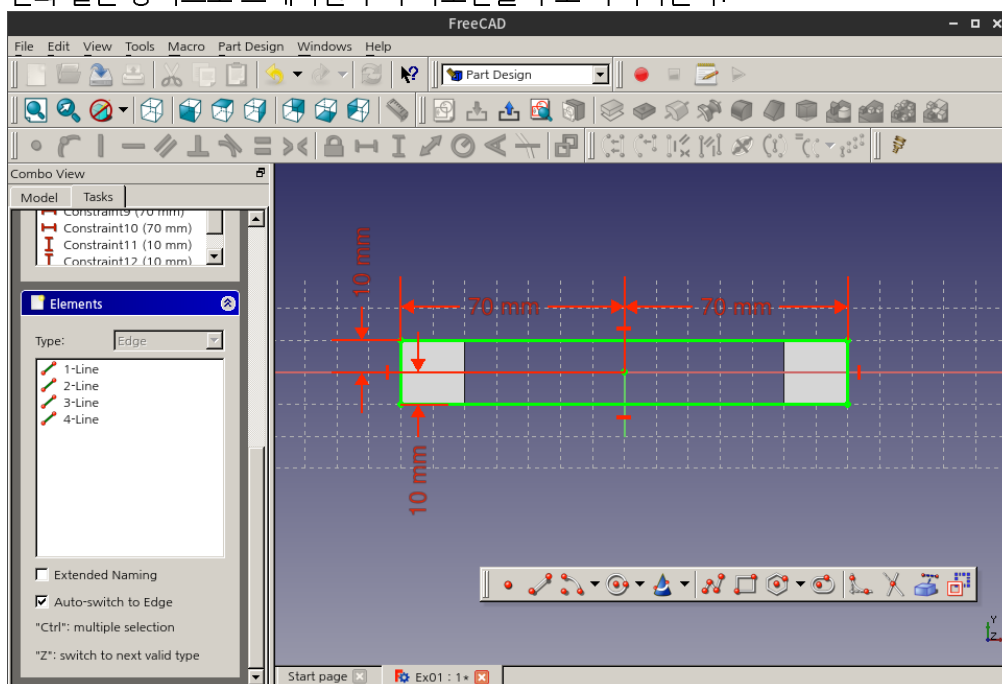 FreeCAD
File Edit View Tools Macro Part Design Windows Help
Part Design
Combo View
Model Tasks
Constraint9 (70 mm)
Constraint10 (70 mm)
Constraint11 (10 mm)
Constraint12 (10 mm)
Elements
Type: Edge
1-Line
2-Line
3-Line
4-Line
Extended Naming
Auto-switch to Edge
"Ctrl": multiple selection
"Z": switch to next valid type
10 mm
70 mm
70 mm
10 mm
Y
Z
Start page
Ex01 : 1*